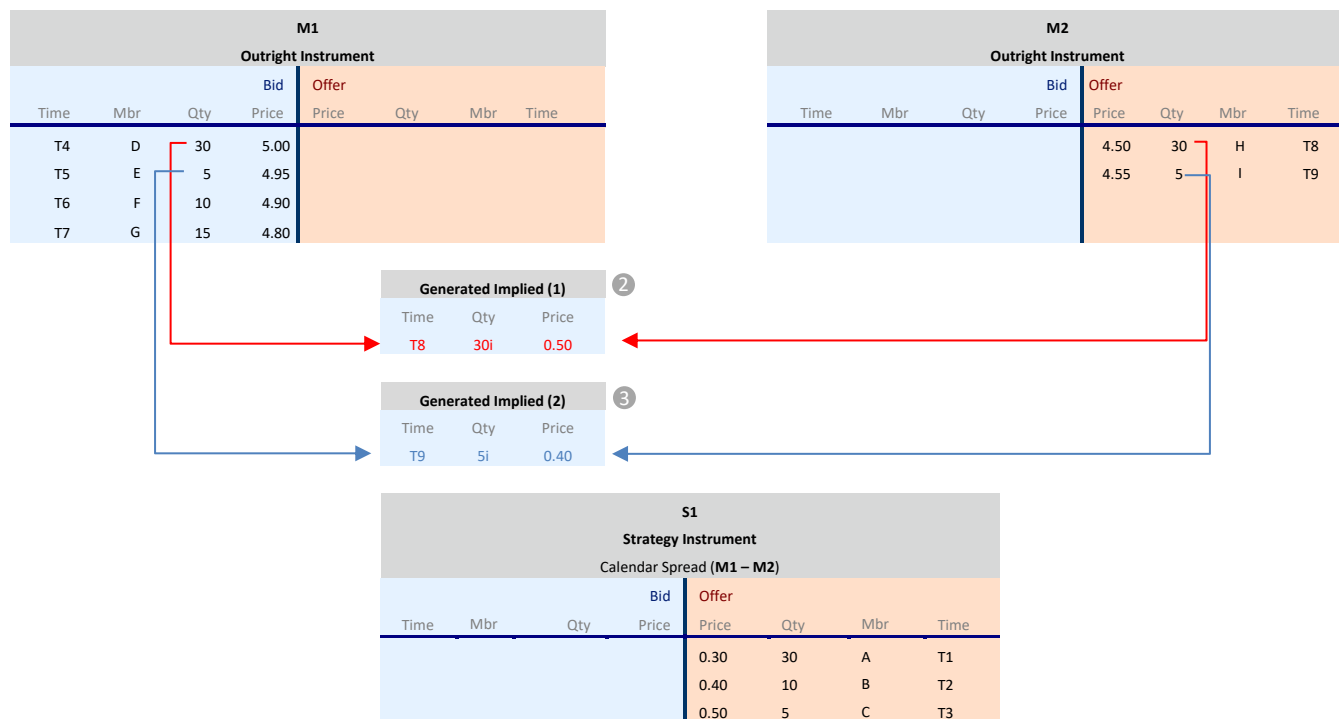 M1
Outright Instrument
Bid Offer
Time Mbr Qty Price Price Qty Mbr Time
T4 D 30 5.00
T5 E 5 4.95
T6 F 10 4.90
T7 G 15 4.80
M2
Outright Instrument
Bid Offer
Time Mbr Qty Price Price Qty Mbr Time
4.50 30 H T8
4.55 5 I T9
Generated Implied (1) 2
Time Qty Price
T8 30i 0.50
Generated Implied (2) 3
Time Qty Price
T9 5i 0.40
S1
Strategy Instrument
Calendar Spread (M1 – M2)
Bid Offer
Time Mbr Qty Price Price Qty Mbr Time
0.30 30 A T1
0.40 10 B T2
0.50 5 C T3